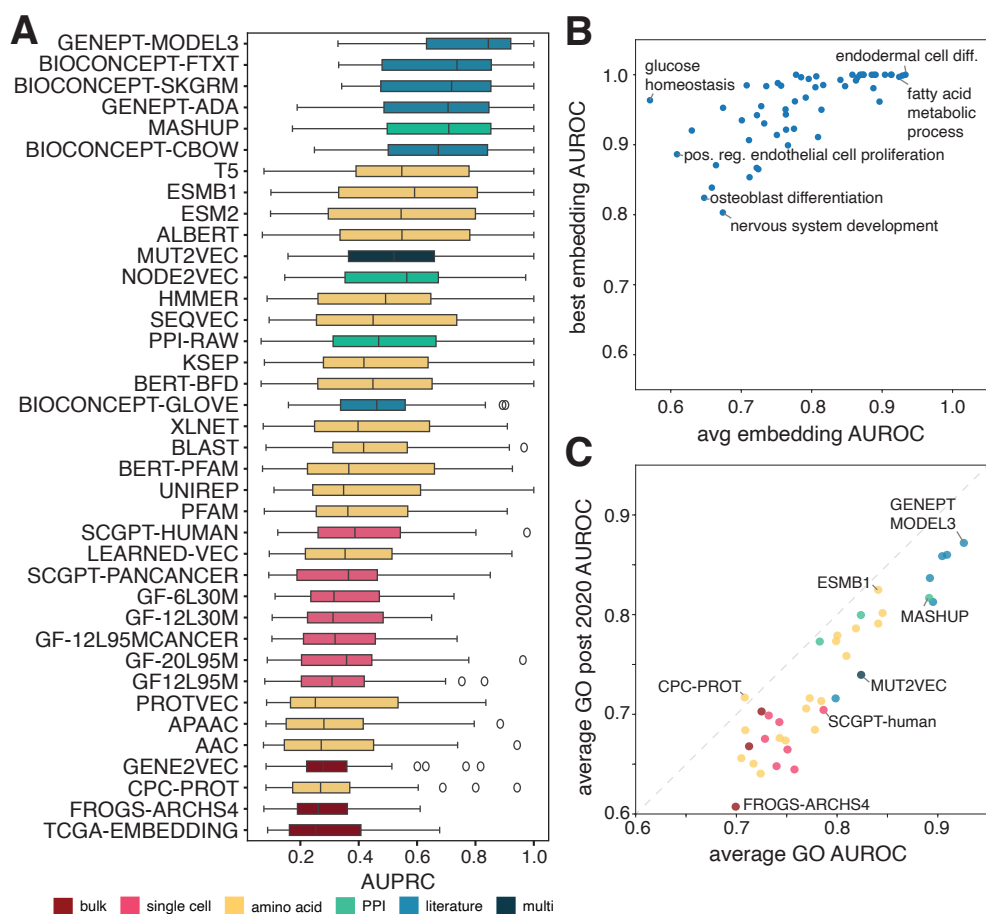 A
GENEPT-MODEL3
BIOCONCEPT-FTXT
BIOCONCEPT-SKGRM
GENEPT-ADA
MASHUP
BIOCONCEPT-CBOW
T5
ESMB1
ESM2
ALBERT
MUT2VEC
NODE2VEC
HMMER
SEQVEC
PPI-RAW
KSEP
BERT-BFD
BIOCONCEPT-GLOVE
XLNET
BLAST
BERT-PFAM
UNIREP
PFAM
SCGPT-HUMAN
LEARNED-VEC
SCGPT-PANCANCER
GF-6L30M
GF-12L30M
GF-12L95MCANCER
GF-20L95M
GF12L95M
PROTVEC
APAAC
AAC
GENE2VEC
CPC-PROT
FROGS-ARCHS4
TCGA-EMBEDDING
0.2 0.4 0.6 0.8 1.0
AUPRC
bulk single cell amino acid PPI literature multi
B
best embedding AUROC
1.0
0.9
0.8
0.7
0.6
glucose
homeostasis
endodermal cell diff.
fatty acid
metabolic
process
pos. reg. endothelial cell proliferation
osteoblast differentiation
nervous system development
0.6 0.7 0.8 0.9 1.0
avg embedding AUROC
C
average GO post 2020 AUROC
0.9
0.8
0.7
0.6
GENEPT
MODEL3
ESMB1
MASHUP
CPC-PROT
MUT2VEC
SCGPT-human
FROGS-ARCHS4
0.6 0.7 0.8 0.9
average GO AUROC